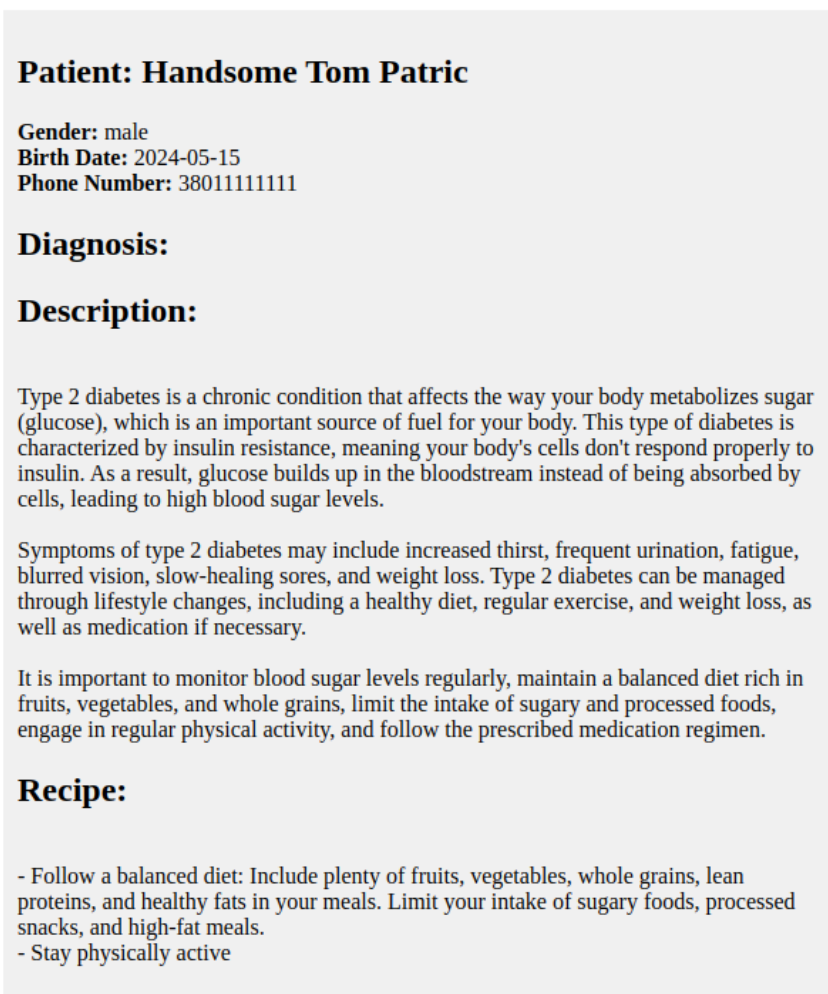 Patient: Handsome Tom Patric
Gender: male
Birth Date: 2024-05-15
Phone Number: 38011111111
Diagnosis:
Description:
Type 2 diabetes is a chronic condition that affects the way your body metabolizes sugar
(glucose), which is an important source of fuel for your body. This type of diabetes is
characterized by insulin resistance, meaning your body's cells don't respond properly to
insulin. As a result, glucose builds up in the bloodstream instead of being absorbed by
cells, leading to high blood sugar levels.
Symptoms of type 2 diabetes may include increased thirst, frequent urination, fatigue,
blurred vision, slow-healing sores, and weight loss. Type 2 diabetes can be managed
through lifestyle changes, including a healthy diet, regular exercise, and weight loss, as
well as medication if necessary.
It is important to monitor blood sugar levels regularly, maintain a balanced diet rich in
fruits, vegetables, and whole grains, limit the intake of sugary and processed foods,
engage in regular physical activity, and follow the prescribed medication regimen.
Recipe:
- Follow a balanced diet: Include plenty of fruits, vegetables, whole grains, lean
proteins, and healthy fats in your meals. Limit your intake of sugary foods, processed
snacks, and high-fat meals.
- Stay physically active